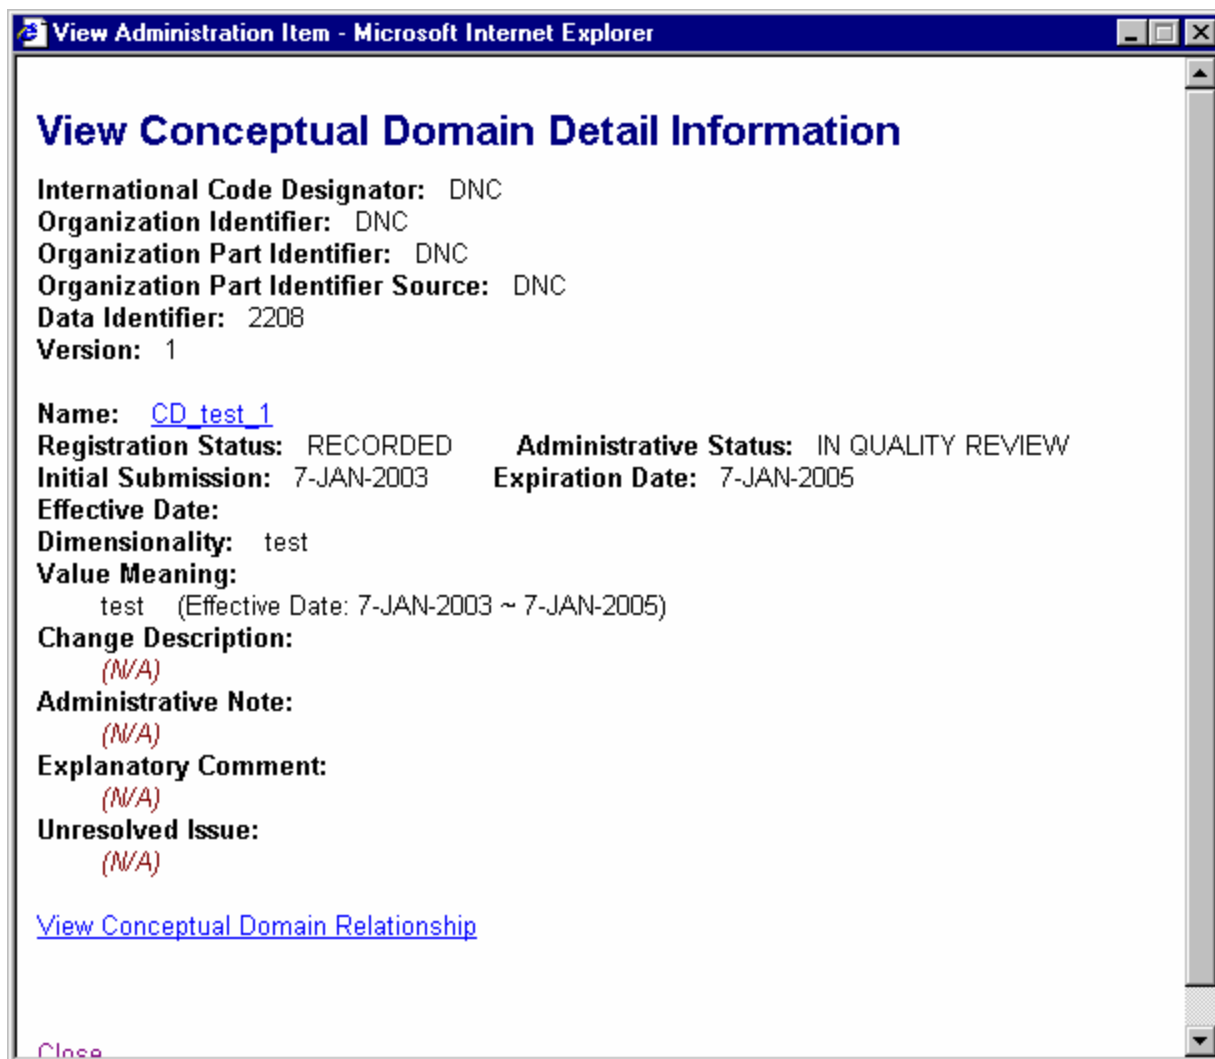 View Administration Item - Microsoft Internet Explorer
View Conceptual Domain Detail Information
International Code Designator: DNC
Organization Identifier: DNC
Organization Part Identifier: DNC
Organization Part Identifier Source: DNC
Data Identifier: 2208
Version: 1
Name: CD_test_1
Registration Status: RECORDED Administrative Status: IN QUALITY REVIEW
Initial Submission: 7-JAN-2003 Expiration Date: 7-JAN-2005
Effective Date:
Dimensionality: test
Value Meaning:
test (Effective Date: 7-JAN-2003 ~ 7-JAN-2005)
Change Description:
(N/A)
Administrative Note:
(N/A)
Explanatory Comment:
(N/A)
Unresolved Issue:
(N/A)
View Conceptual Domain Relationship
Close